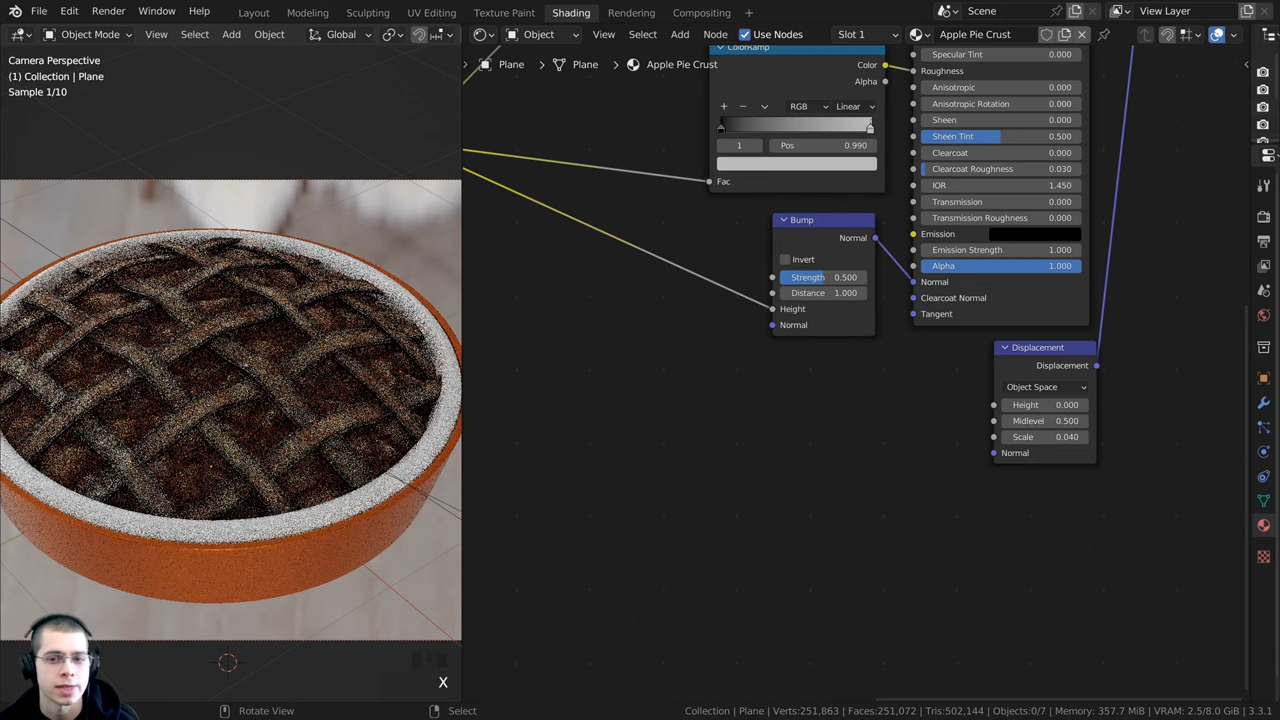 File Edit Render Window Help Layout Modeling Sculpting UV Editing Texture Paint Shading Rendering Compositing Scene View Layer
Object Mode View Select Add Object Global Object View Select Add Node Use Nodes Slot 1 Apple Pie Crust
Camera Perspective
(1) Collection | Plane
Sample 1/10
Plane > Plane > Apple Pie Crust
ColorRamp
Color
Alpha
RGB Linear
1 Pos 0.990
Fac
Specular Tint 0.000
Roughness
Anisotropic 0.000
Anisotropic Rotation 0.000
Sheen 0.000
Sheen Tint 0.500
Clearcoat 0.000
Clearcoat Roughness 0.030
IOR 1.450
Transmission 0.000
Transmission Roughness 0.000
Emission
Emission Strength 1.000
Alpha 1.000
Normal
Clearcoat Normal
Tangent
Bump
Normal
Invert
Strength 0.500
Distance 1.000
Height
Normal
Displacement
Displacement
Object Space
Height 0.000
Midlevel 0.500
Scale 0.040
Normal
X
Rotate View Select Collection | Plane | Verts:251,863 | Faces:251,072 | Tris:502,144 | Objects:0/7 | Memory: 357.7 MiB | VRAM: 2.5/8.0 GiB | 3.3.1